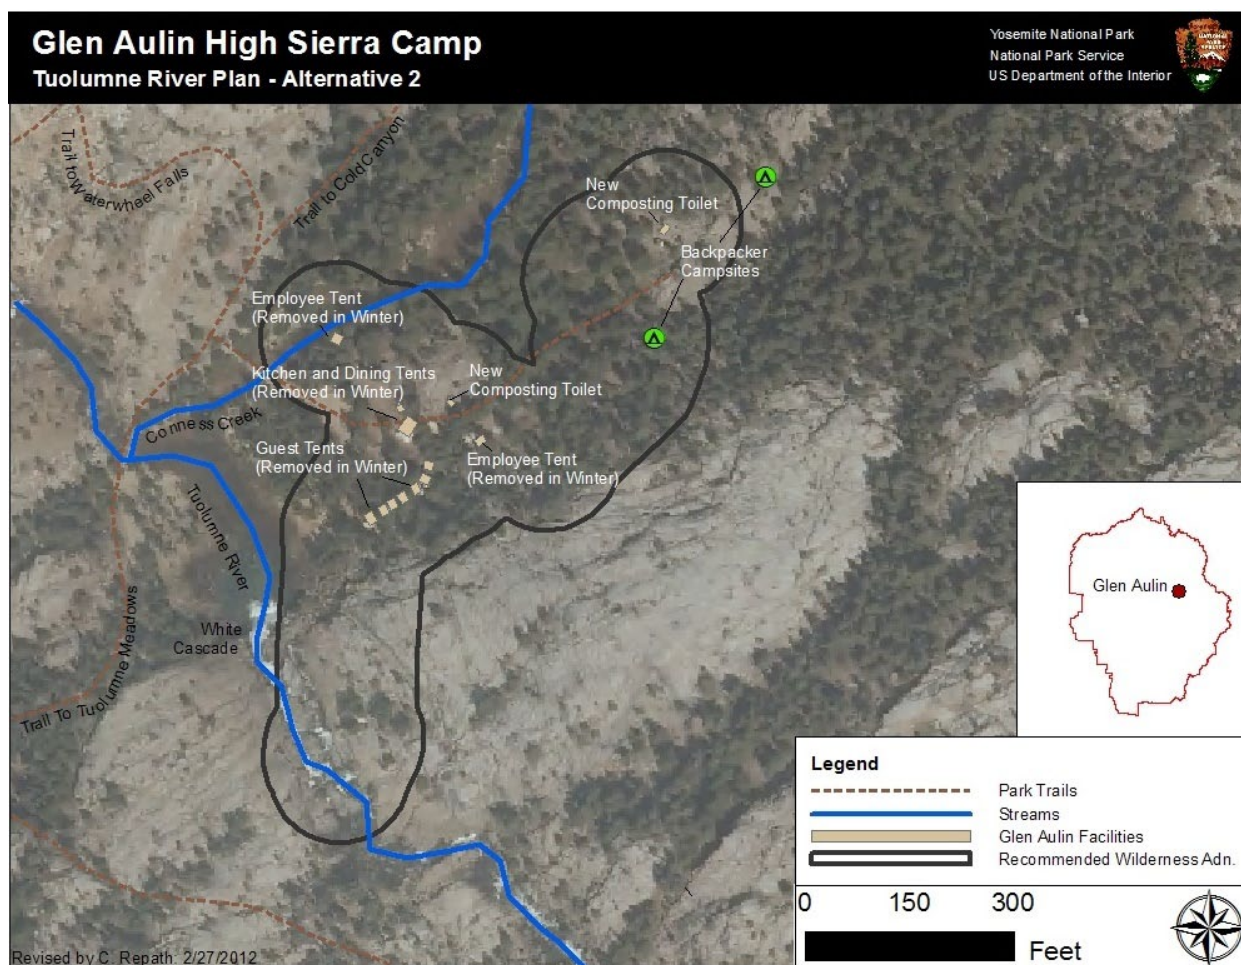 Glen Aulin High Sierra Camp
Tuolumne River Plan - Alternative 2
Yosemite National Park
National Park Service
US Department of the Interior
Trail to Waterwheel Falls
Trail to Cold Canyon
New
Composting Toilet
Backpacker
Campsites
Employee Tent
(Removed in Winter)
Kitchen and Dining Tents
(Removed in Winter)
New
Composting Toilet
Conness Creek
Guest Tents
(Removed in Winter)
Employee Tent
(Removed in Winter)
Tuolumne River
White
Cascade
Trail To Tuolumne Meadows
Glen Aulin
Legend
Park Trails
Streams
Glen Aulin Facilities
Recommended Wilderness Adn.
0 150 300
Feet
Revised by C. Repath: 2/27/2012